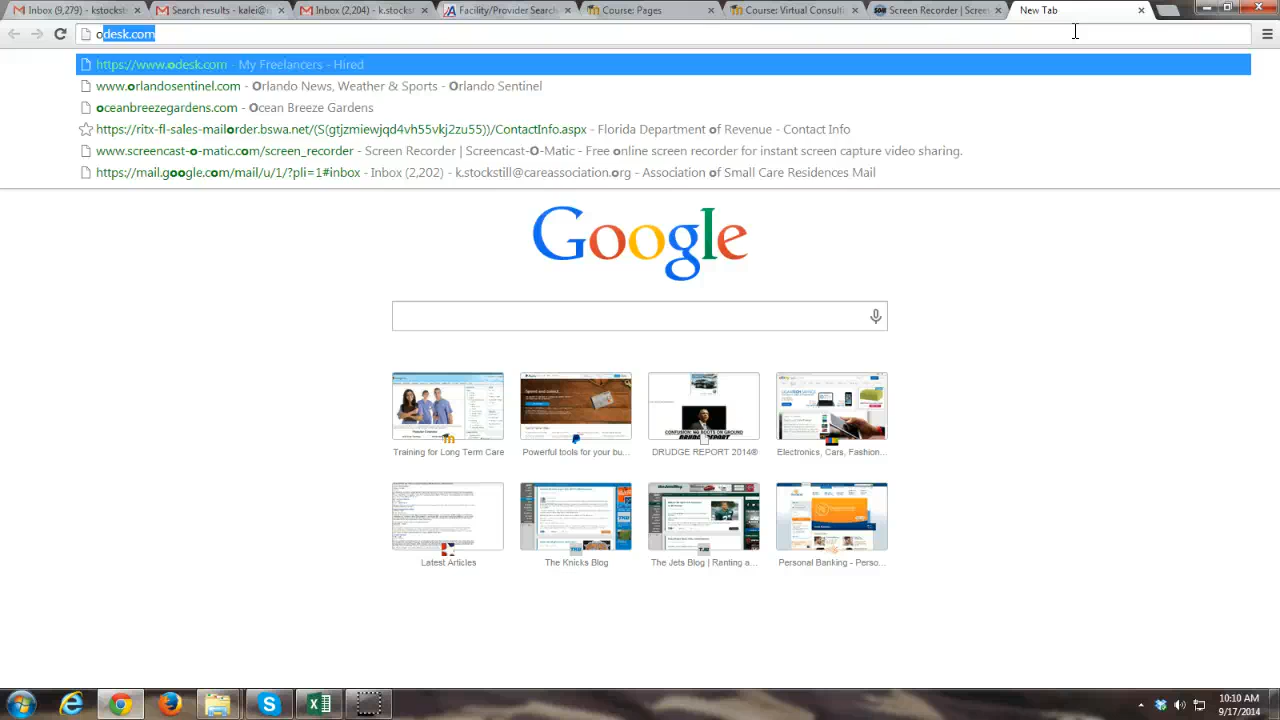 Inbox (9,279) - kstockstil
Search results - kalei@c
Inbox (2,204) - k.stockst
Facility/Provider Search
Course: Pages
Course: Virtual Consulti
Screen Recorder | Screen
New Tab
odesk.com
https://www.odesk.com - My Freelancers - Hired
www.orlandosentinel.com - Orlando News, Weather & Sports - Orlando Sentinel
oceanbreezegardens.com - Ocean Breeze Gardens
https://ritx-fl-sales-mailorder.bswa.net/(S(gtjzmiewjqd4vh55vkj2zu55))/ContactInfo.aspx - Florida Department of Revenue - Contact Info
www.screencast-o-matic.com/screen_recorder - Screen Recorder | Screencast-O-Matic - Free online screen recorder for instant screen capture video sharing.
https://mail.google.com/mail/u/1/?pli=1#inbox - Inbox (2,202) - k.stockstill@careassociation.org - Association of Small Care Residences Mail
Google
Training for Long Term Care
Powerful tools for your bu...
DRUDGE REPORT 2014®
Electronics, Cars, Fashion...
Latest Articles
The Knicks Blog
The Jets Blog | Ranting a...
Personal Banking - Perso...
10:10 AM
9/17/2014